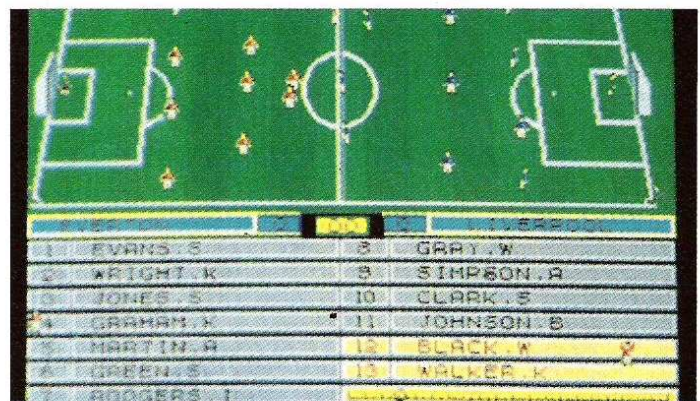 LIVERPOOL
1 EVANS.S 8 GRAY.W
2 WRIGHT.K 9 SIMPSON.A
3 JONES.S 10 CLARK.S
4 GRAHAM.K 11 JOHNSON.B
5 MARTIN.A 12 BLACK.W
6 GREEN.S 13 WALKER.K
7 RODGERS.I